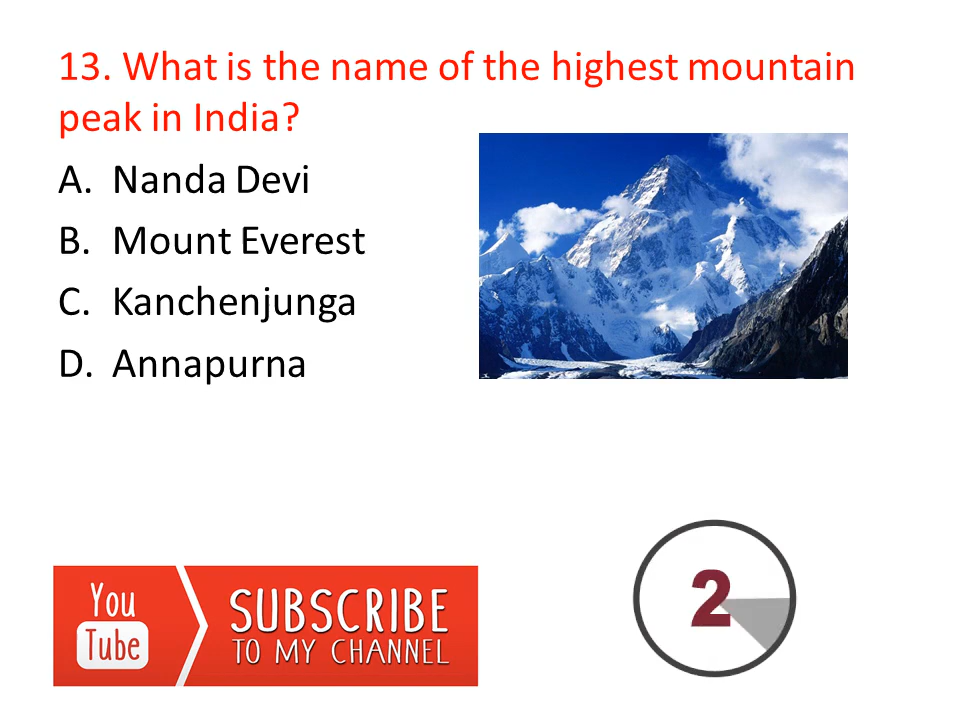 13. What is the name of the highest mountain
peak in India?
A. Nanda Devi
B. Mount Everest
C. Kanchenjunga
D. Annapurna
You
Tube
SUBSCRIBE
TO MY CHANNEL
2